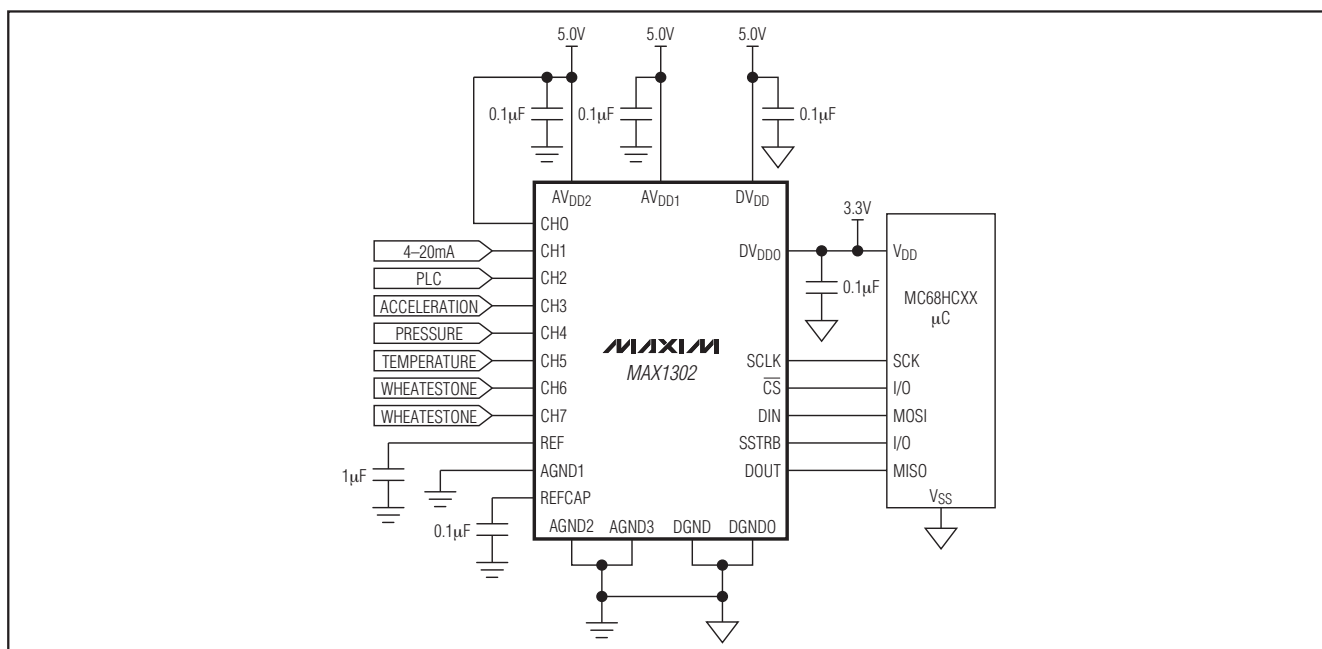 5.0V 5.0V 5.0V
0.1µF 0.1µF 0.1µF
AVDD2 AVDD1 DVDD
CH0
3.3V
4–20mA CH1 DVDDO VDD
PLC CH2
0.1µF
ACCELERATION CH3
MC68HCXX
µC
PRESSURE CH4
MAXIM
TEMPERATURE CH5 SCLK SCK
MAX1302
WHEATESTONE CH6 CS I/O
WHEATESTONE CH7 DIN MOSI
REF SSTRB I/O
1µF
AGND1 DOUT MISO
REFCAP
VSS
0.1µF
AGND2 AGND3 DGND DGNDO